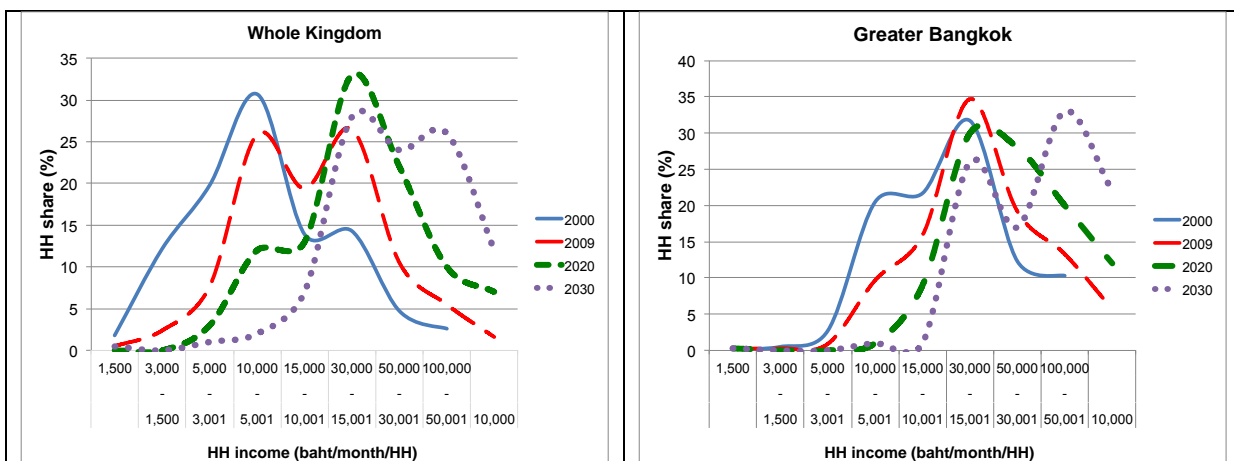 Whole Kingdom
HH share (%)
35
30
25
20
15
10
5
0
2000
2009
2020
2030
1,500 3,000 5,000 10,000 15,000 30,000 50,000 100,000
- - - - - - -
1,500 3,001 5,001 10,001 15,001 30,001 50,001 10,000
HH income (baht/month/HH)
Greater Bangkok
HH share (%)
40
35
30
25
20
15
10
5
0
2000
2009
2020
2030
1,500 3,000 5,000 10,000 15,000 30,000 50,000 100,000
- - - - - - -
1,500 3,001 5,001 10,001 15,001 30,001 50,001 10,000
HH income (baht/month/HH)